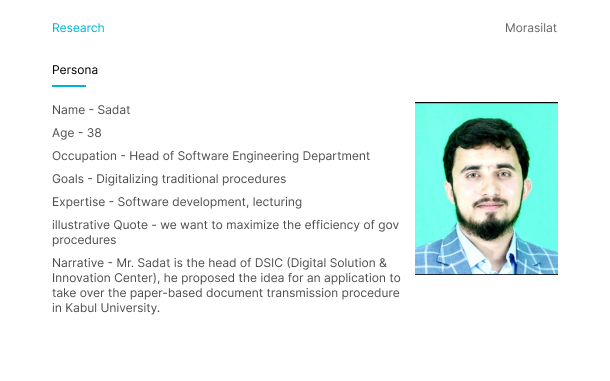 Research
Morasilat
Persona
Name - Sadat
Age - 38
Occupation - Head of Software Engineering Department
Goals - Digitalizing traditional procedures
Expertise - Software development, lecturing
illustrative Quote - we want to maximize the efficiency of gov
procedures
Narrative - Mr. Sadat is the head of DSIC (Digital Solution &
Innovation Center), he proposed the idea for an application to
take over the paper-based document transmission procedure
in Kabul University.